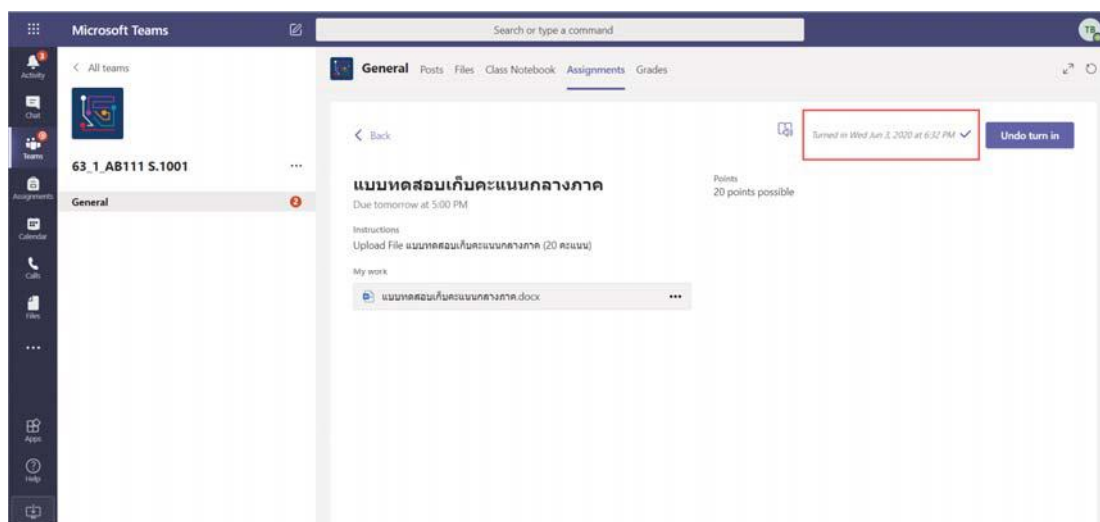 Microsoft Teams
Search or type a command
TB
Activity
3
Chat
Teams
Assignments
Calendar
Calls
Files
Apps
Help
All teams
63_1_AB111 S.1001
General
2
General Posts Files Class Notebook Assignments Grades
Back
Turned in Wed Jun 3, 2020 at 6:32 PM
Undo turn in
แบบทดสอบเก็บคะแนนกลางภาค
Due tomorrow at 5:00 PM
Points
20 points possible
Instructions
Upload File แบบทดสอบเก็บคะแนนกลางภาค (20 คะแนน)
My work
แบบทดสอบเก็บคะแนนกลางภาค.docx